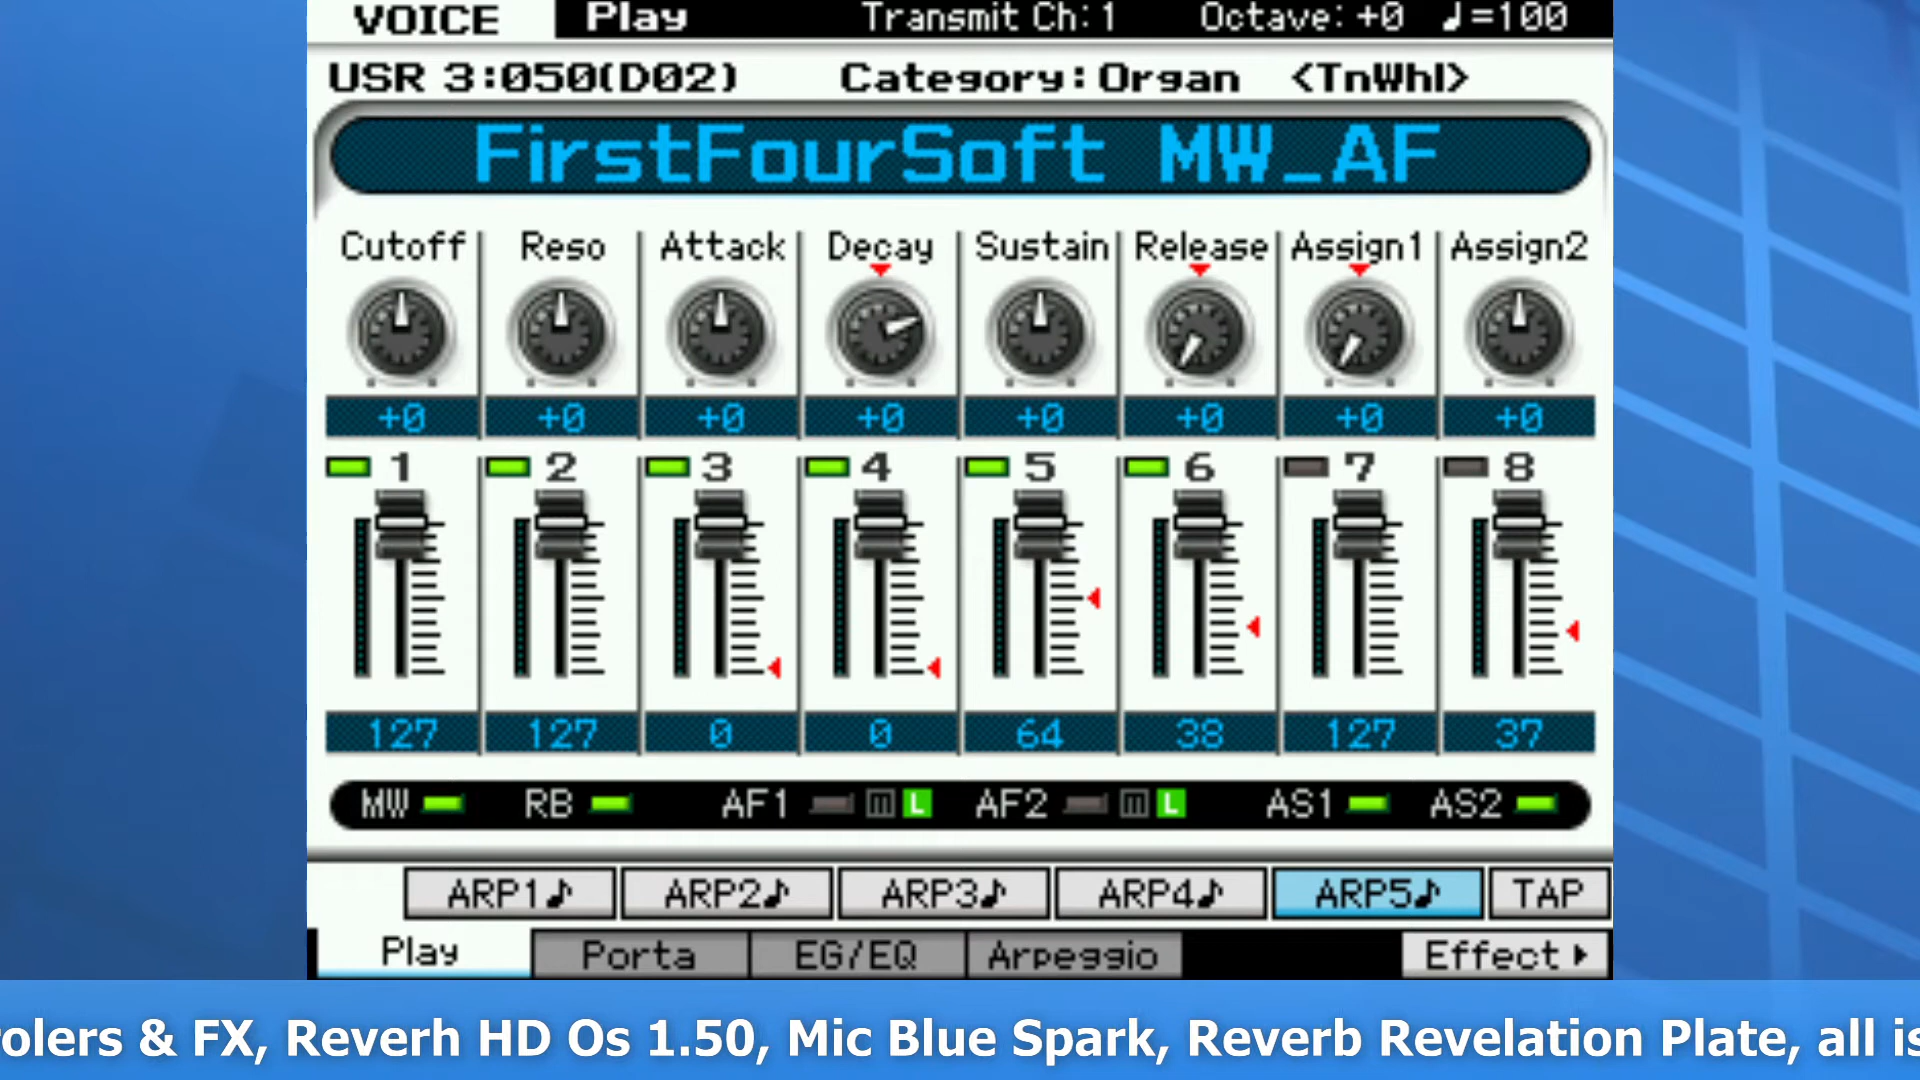 VOICE Play Transmit Ch:1 Octave:+0 ♩=100
USR 3:050(D02) Category:Organ <TnWhl>
FirstFourSoft MW_AF
Cutoff Reso Attack Decay Sustain Release Assign1 Assign2
+0 +0 +0 +0 +0 +0 +0 +0
1 2 3 4 5 6 7 8
127 127 0 0 64 38 127 37
MW RB AF1 m L AF2 m L AS1 AS2
ARP1♪ ARP2♪ ARP3♪ ARP4♪ ARP5♪ TAP
Play Porta EG/EQ Arpeggio Effect
olers & FX, Reverh HD Os 1.50, Mic Blue Spark, Reverb Revelation Plate, all is